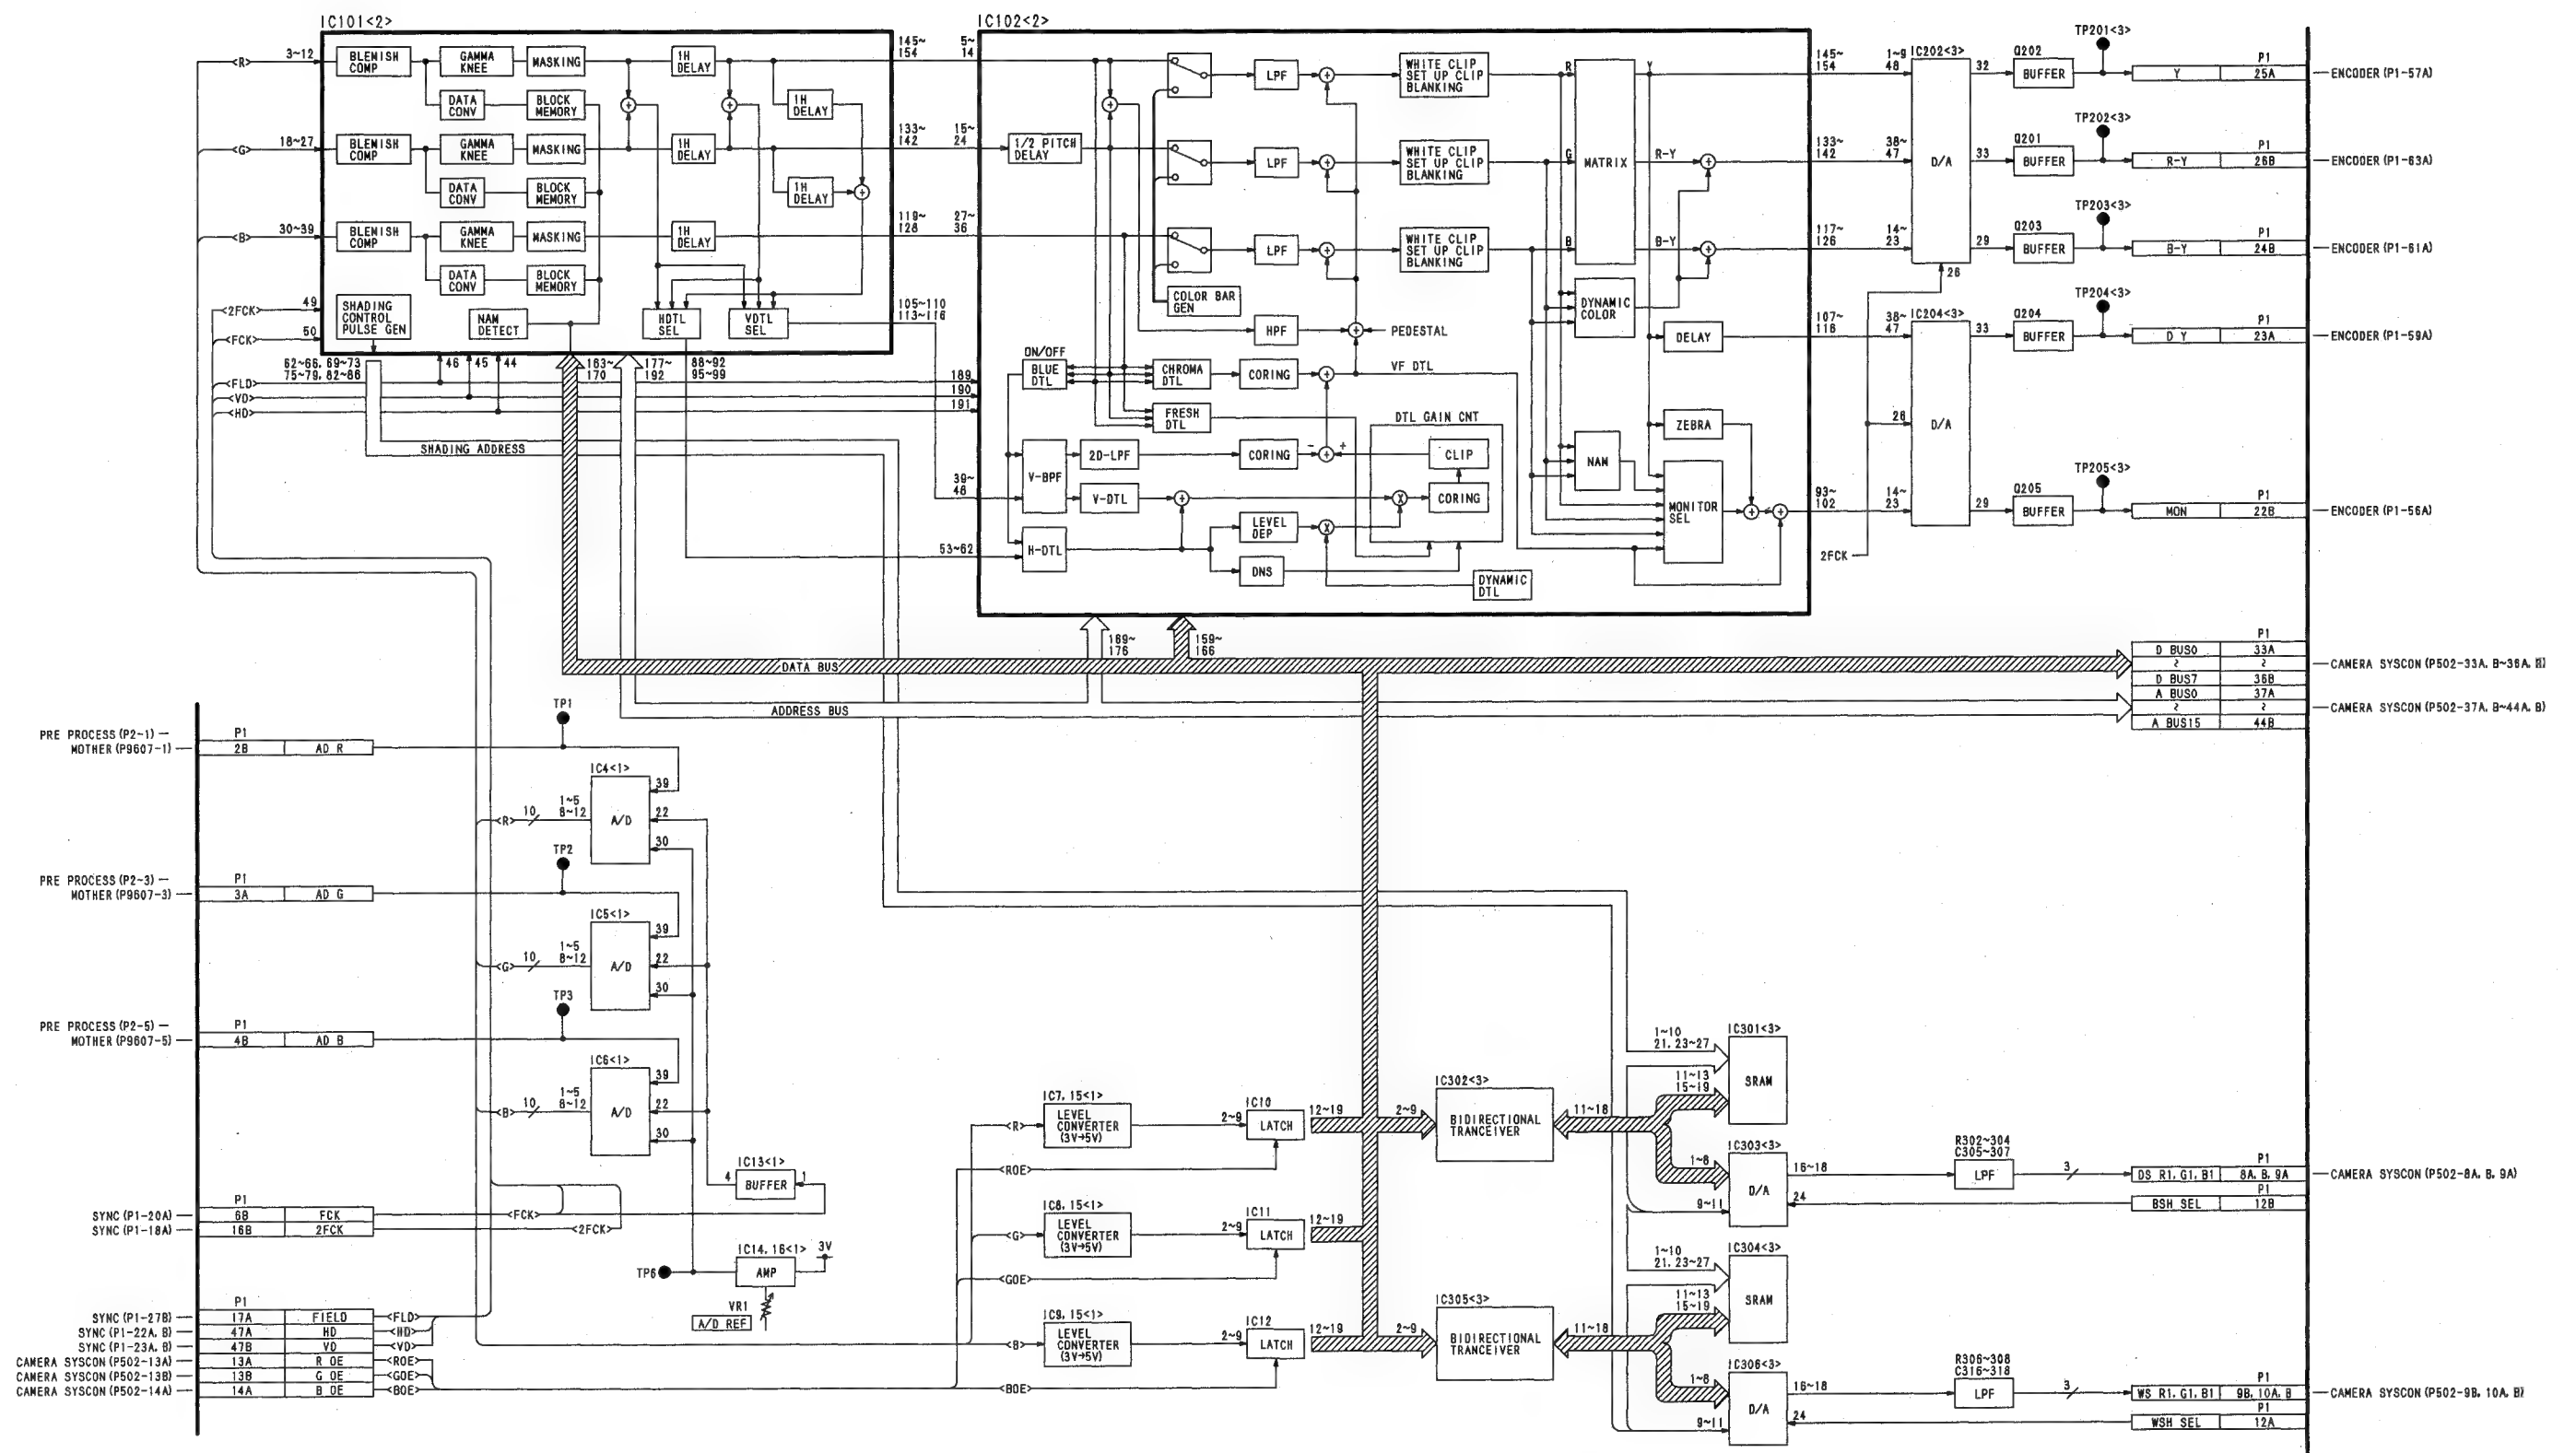 IC101<2>
<R>
3~12
BLEMISH
COMP
GAMMA
KNEE
MASKING
1H
DELAY
DATA
CONV
BLOCK
MEMORY
1H
DELAY
<G>
18~27
BLEMISH
COMP
GAMMA
KNEE
MASKING
1H
DELAY
DATA
CONV
BLOCK
MEMORY
1H
DELAY
<B>
30~39
BLEMISH
COMP
GAMMA
KNEE
MASKING
1H
DELAY
DATA
CONV
BLOCK
MEMORY
<2FCK>
49
<FCK>
50
SHADING
CONTROL
PULSE GEN
NAM
DETECT
HDTL
SEL
VDTL
SEL
145~
154
133~
142
119~
128
105~110
113~116
62~66, 69~73
75~79, 82~86
46
45
44
163~
170
177~
192
88~92
95~99
<FLD>
<VD>
<HD>
189
190
191
SHADING ADDRESS
IC102<2>
5~
14
15~
24
27~
36
39~
48
53~62
1/2 PITCH
DELAY
LPF
LPF
LPF
COLOR BAR
GEN
HPF
PEDESTAL
WHITE CLIP
SET UP CLIP
BLANKING
WHITE CLIP
SET UP CLIP
BLANKING
WHITE CLIP
SET UP CLIP
BLANKING
R
G
B
MATRIX
Y
R-Y
B-Y
DYNAMIC
COLOR
DELAY
ON/OFF
BLUE
DTL
CHROMA
DTL
CORING
VF DTL
FRESH
DTL
DTL GAIN CNT
V-BPF
2D-LPF
CORING
-
+
CLIP
V-DTL
CORING
H-DTL
LEVEL
DEP
DNS
DYNAMIC
DTL
NAM
ZEBRA
MONITOR
SEL
145~
154
133~
142
117~
126
107~
116
93~
102
1~9
48
38~
47
14~
23
IC202<3>
D/A
26
32
33
29
Q202
BUFFER
Q201
BUFFER
Q203
BUFFER
TP201<3>
TP202<3>
TP203<3>
P1
Y 25A
ENCODER (P1-57A)
P1
R-Y 26B
ENCODER (P1-63A)
P1
B-Y 24B
ENCODER (P1-61A)
38~
47
26
14~
23
2FCK
IC204<3>
D/A
33
29
Q204
BUFFER
Q205
BUFFER
TP204<3>
TP205<3>
P1
D Y 23A
ENCODER (P1-59A)
P1
MON 22B
ENCODER (P1-56A)
169~
176
159~
166
DATA BUS
ADDRESS BUS
P1
D BUS0 33A
≀ ≀
D BUS7 36B
A BUS0 37A
≀ ≀
A BUS15 44B
CAMERA SYSCON (P502-33A, B~36A, B)
CAMERA SYSCON (P502-37A, B~44A, B)
PRE PROCESS (P2-1)
MOTHER (P9607-1)
P1
2B AD R
TP1
IC4<1>
A/D
39
22
30
<R>
10
1~5
8~12
PRE PROCESS (P2-3)
MOTHER (P9607-3)
P1
3A AD G
TP2
IC5<1>
A/D
39
22
30
<G>
10
1~5
8~12
PRE PROCESS (P2-5)
MOTHER (P9607-5)
P1
4B AD B
TP3
IC6<1>
A/D
39
22
30
<B>
10
1~5
8~12
IC13<1>
4
BUFFER
1
SYNC (P1-20A)
SYNC (P1-18A)
P1
6B FCK
16B 2FCK
<FCK>
<2FCK>
IC14, 16<1>
3V
TP6
AMP
VR1
A/D REF
P1
SYNC (P1-27B) 17A FIELD <FLD>
SYNC (P1-22A, B) 47A HD <HD>
SYNC (P1-23A, B) 47B VD <VD>
CAMERA SYSCON (P502-13A) 13A R OE <ROE>
CAMERA SYSCON (P502-13B) 13B G OE <GOE>
CAMERA SYSCON (P502-14A) 14A B OE <BOE>
<R>
IC7, 15<1>
LEVEL
CONVERTER
(3V→5V)
2~9
IC10
LATCH
12~19
<ROE>
<G>
IC8, 15<1>
LEVEL
CONVERTER
(3V→5V)
2~9
IC11
LATCH
12~19
<GOE>
<B>
IC9, 15<1>
LEVEL
CONVERTER
(3V→5V)
2~9
IC12
LATCH
12~19
<BOE>
2~9
IC302<3>
BIDIRECTIONAL
TRANCEIVER
11~18
1~10
21, 23~27
11~13
15~19
IC301<3>
SRAM
1~8
9~11
IC303<3>
D/A
16~18
24
R302~304
C305~307
LPF
3
P1
DS R1, G1, B1 8A, B, 9A
P1
BSH SEL 12B
CAMERA SYSCON (P502-8A, B, 9A)
2~9
IC305<3>
BIDIRECTIONAL
TRANCEIVER
11~18
1~10
21, 23~27
11~13
15~19
IC304<3>
SRAM
1~8
9~11
IC306<3>
D/A
16~18
24
R306~308
C316~318
LPF
3
P1
WS R1, G1, B1 9B, 10A, B
P1
WSH SEL 12A
CAMERA SYSCON (P502-9B, 10A, B)